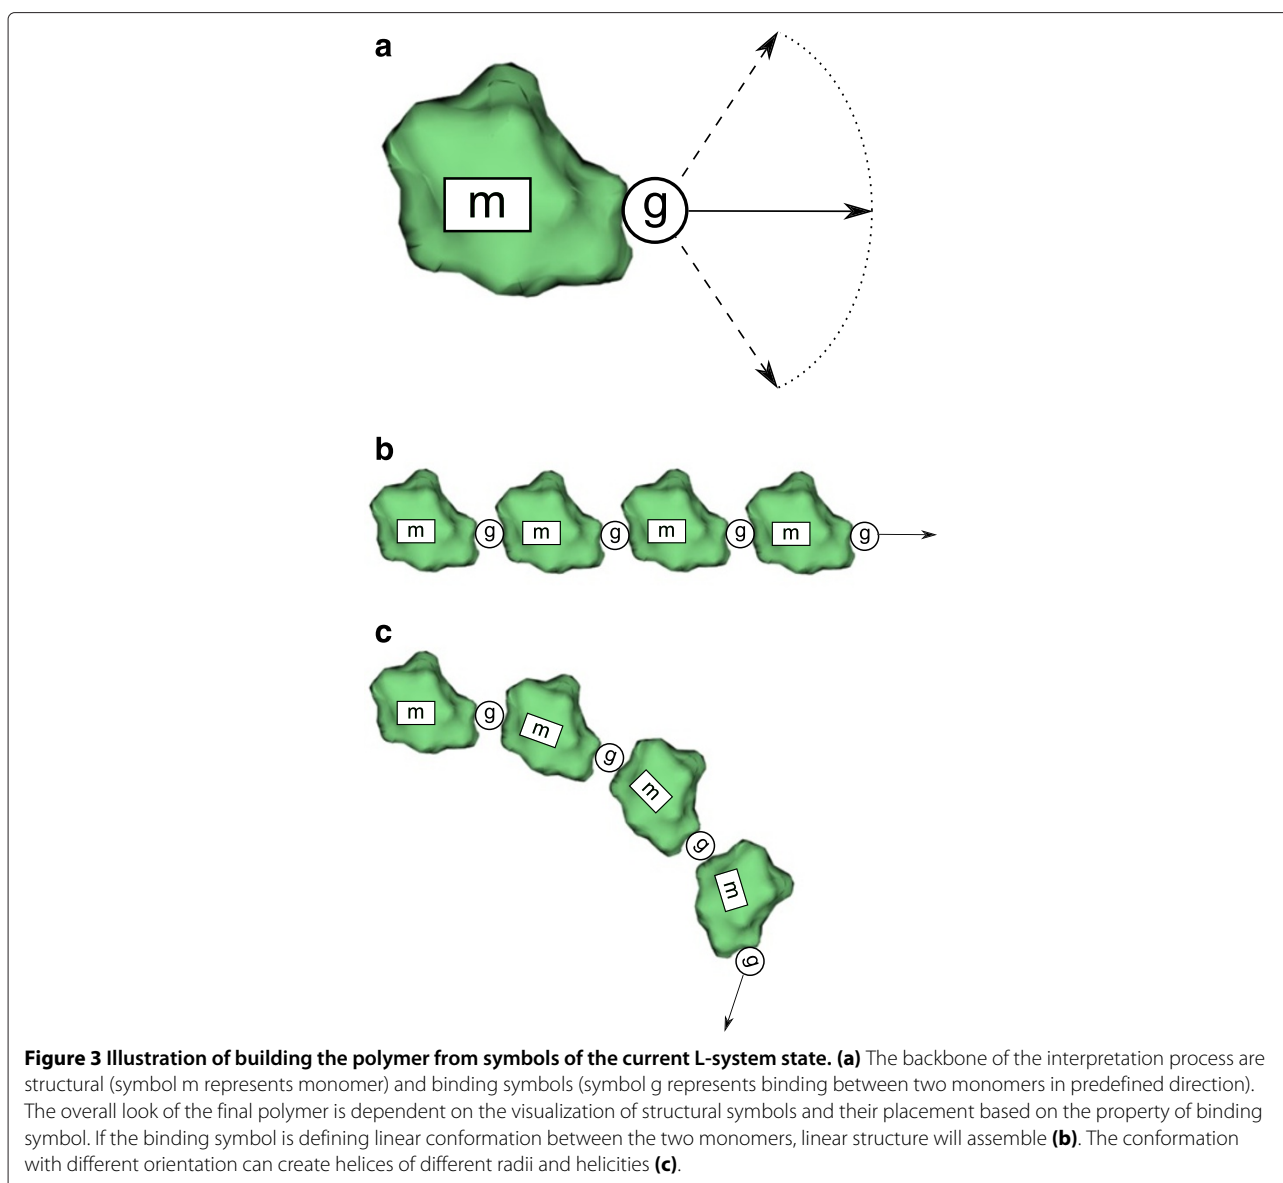 a
m
g
b
m g m g m g m g
c
m
g
m
g
m
g
m
g
Figure 3 Illustration of building the polymer from symbols of the current L-system state. (a) The backbone of the interpretation process are
structural (symbol m represents monomer) and binding symbols (symbol g represents binding between two monomers in predefined direction).
The overall look of the final polymer is dependent on the visualization of structural symbols and their placement based on the property of binding
symbol. If the binding symbol is defining linear conformation between the two monomers, linear structure will assemble (b). The conformation
with different orientation can create helices of different radii and helicities (c).